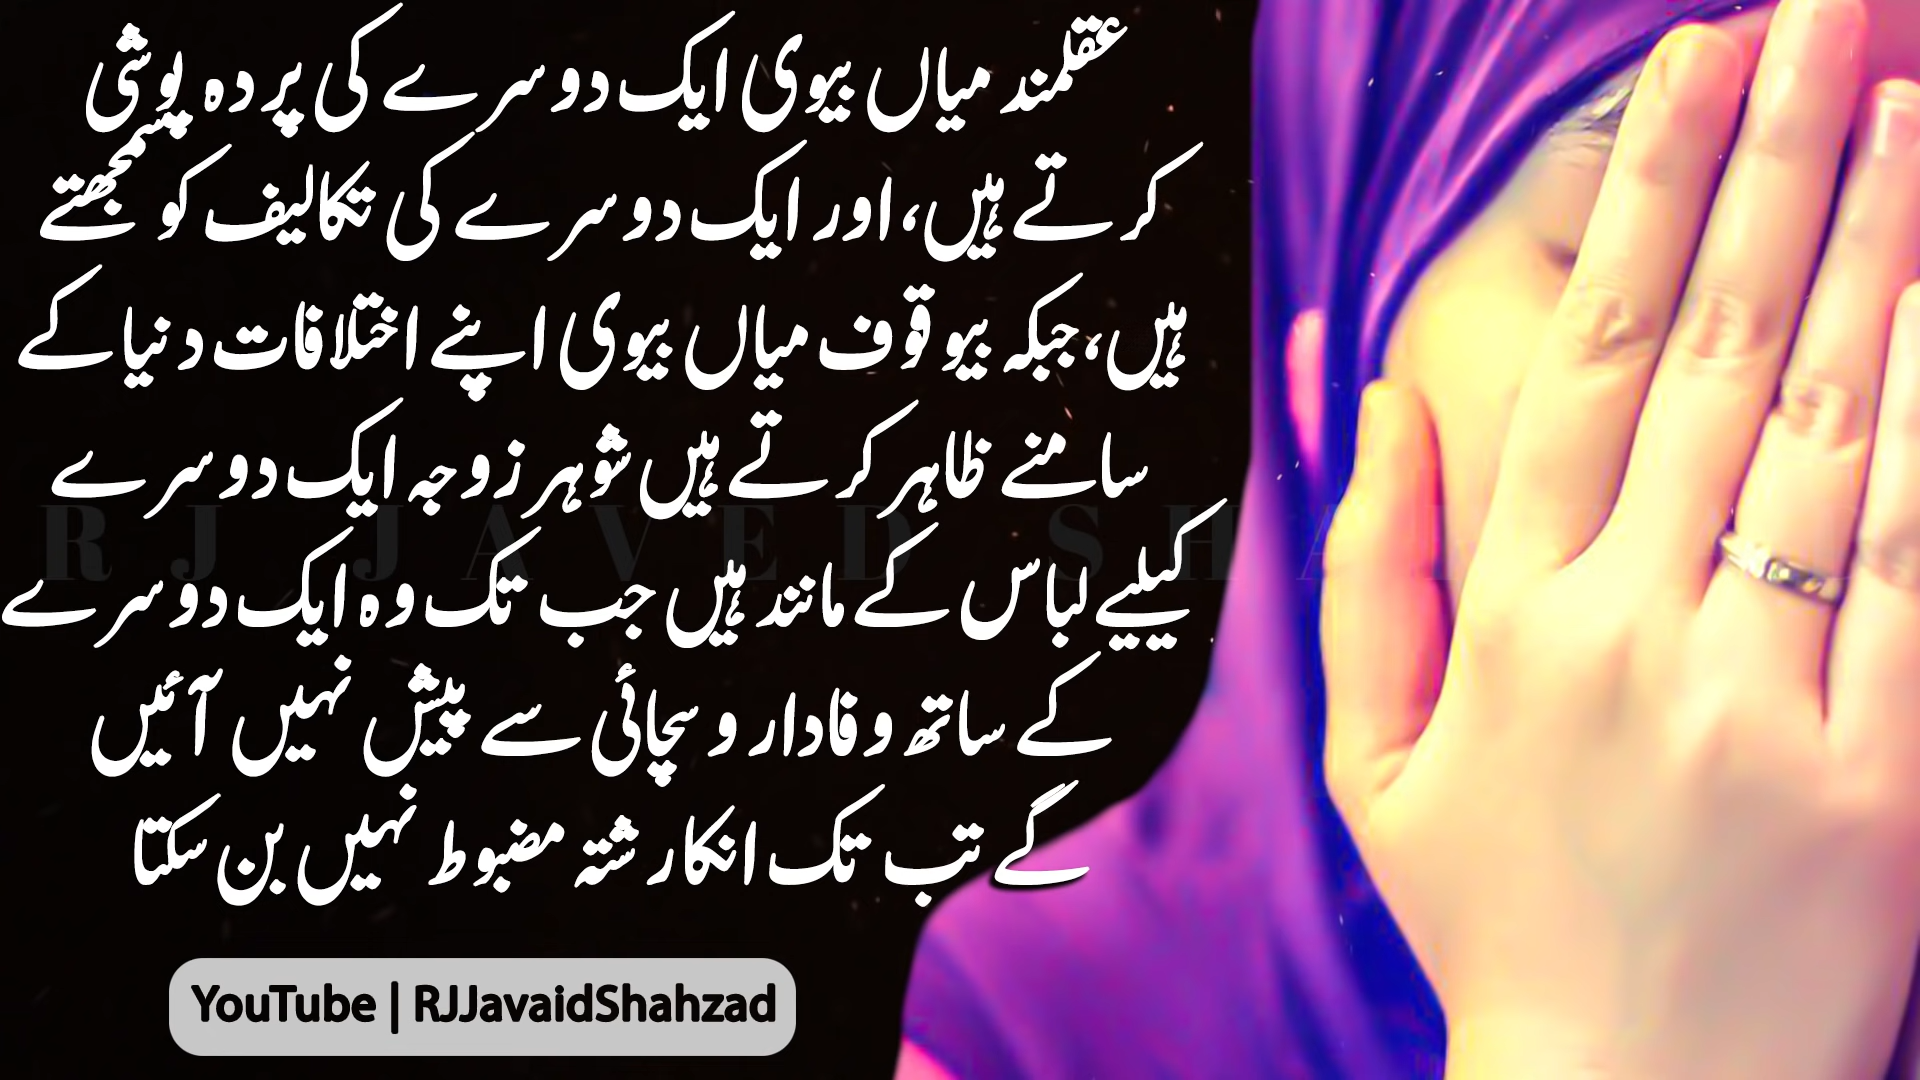 عقلمند میاں بیوی ایک دوسرے کی پردہ پوشی
کرتے ہیں، اور ایک دوسرے کی تکالیف کو سمجھتے
ہیں، جبکہ بیوقوف میاں بیوی اپنے اختلافات دنیا کے
سامنے ظاہر کرتے ہیں شوہر زوجہ ایک دوسرے
کیلیے لباس کے مانند ہیں جب تک وہ ایک دوسرے
کے ساتھ وفادار و سچائی سے پیش نہیں آئیں
گے تب تک انکا رشتہ مضبوط نہیں بن سکتا
RJ JAVED SHAHZAD
YouTube | RJJavaidShahzad